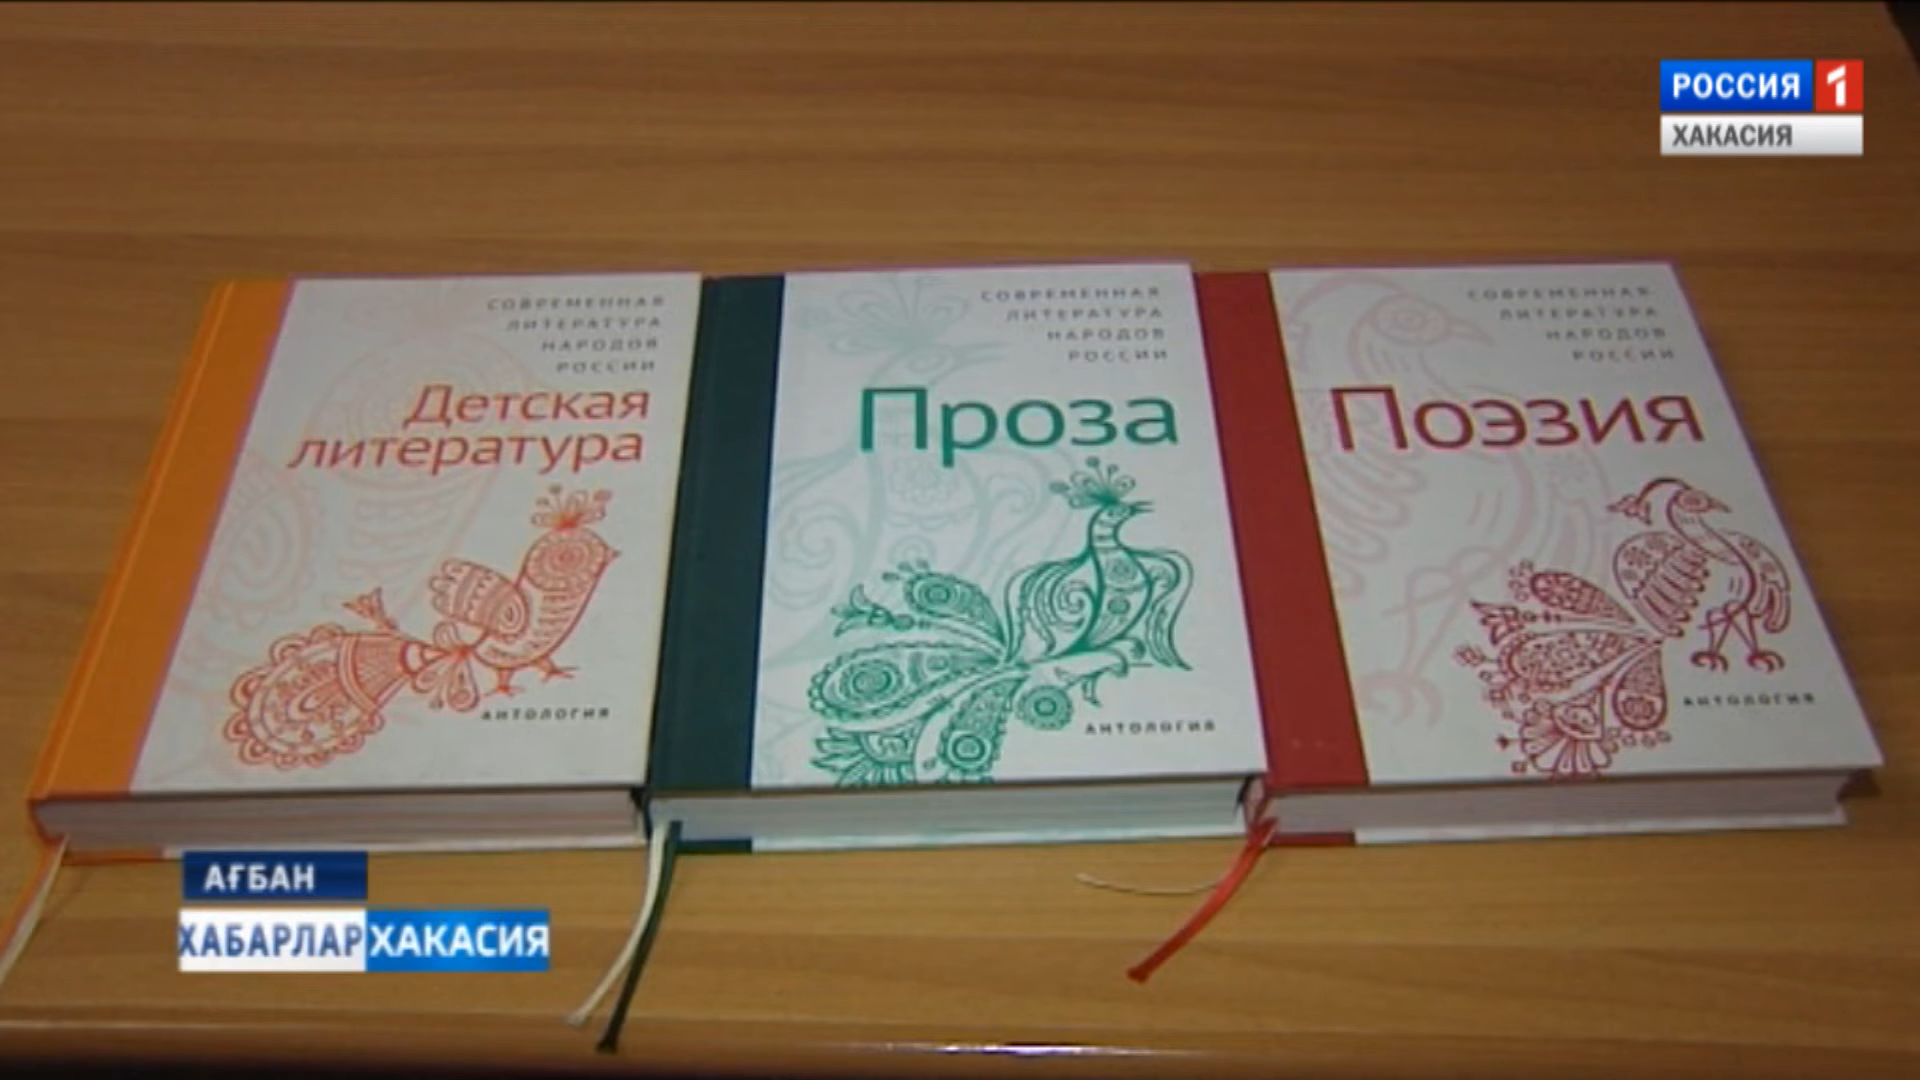 РОССИЯ 1
ХАКАСИЯ
СОВРЕМЕННАЯ
ЛИТЕРАТУРА
НАРОДОВ
РОССИИ
Детская
литература
АНТОЛОГИЯ
СОВРЕМЕННАЯ
ЛИТЕРАТУРА
НАРОДОВ
РОССИИ
Проза
АНТОЛОГИЯ
СОВРЕМЕННАЯ
ЛИТЕРАТУРА
НАРОДОВ
РОССИИ
Поэзия
АНТОЛОГИЯ
АҒБАН
ХАБАРЛАР ХАКАСИЯ